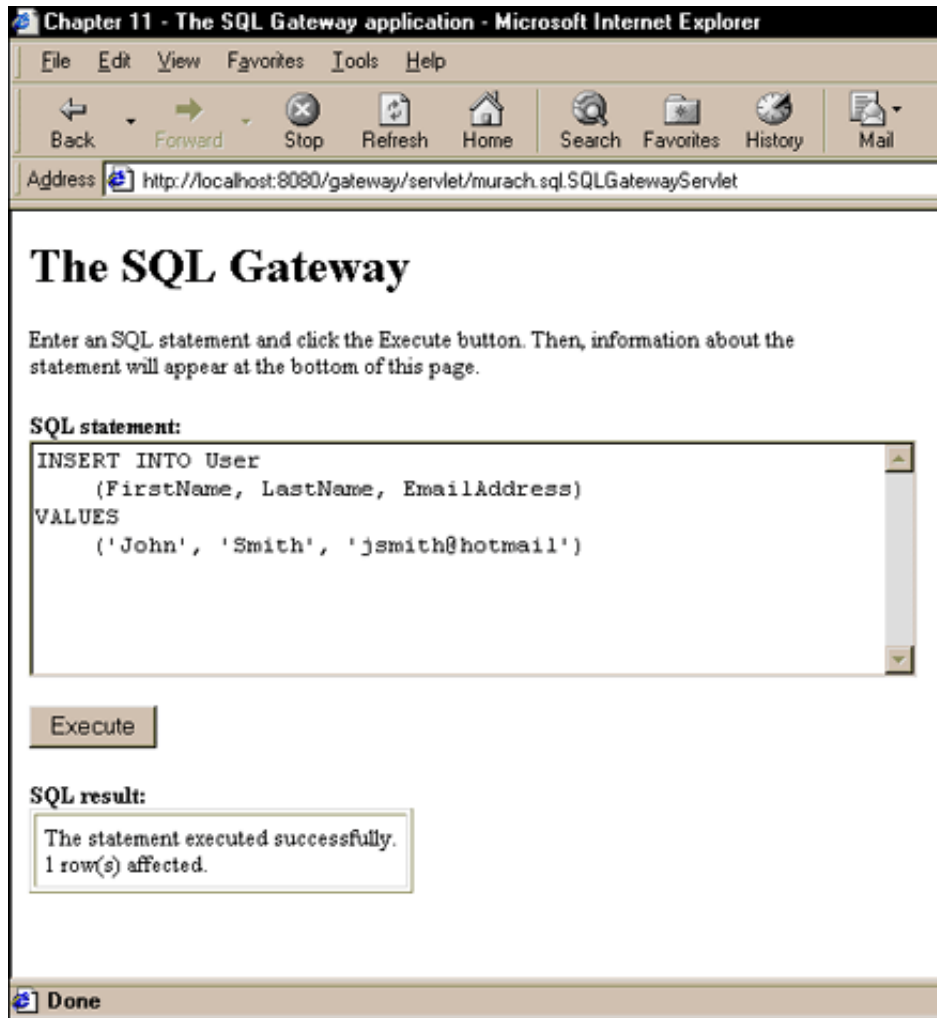 Chapter 11 - The SQL Gateway application - Microsoft Internet Explorer
File Edit View Favorites Tools Help
Back Forward Stop Refresh Home Search Favorites History Mail
Address http://localhost:8080/gateway/servlet/murach.sql.SQLGatewayServlet
The SQL Gateway
Enter an SQL statement and click the Execute button. Then, information about the
statement will appear at the bottom of this page.
SQL statement:
INSERT INTO User
(FirstName, LastName, EmailAddress)
VALUES
('John', 'Smith', 'jsmith@hotmail')
Execute
SQL result:
The statement executed successfully.
1 row(s) affected.
Done